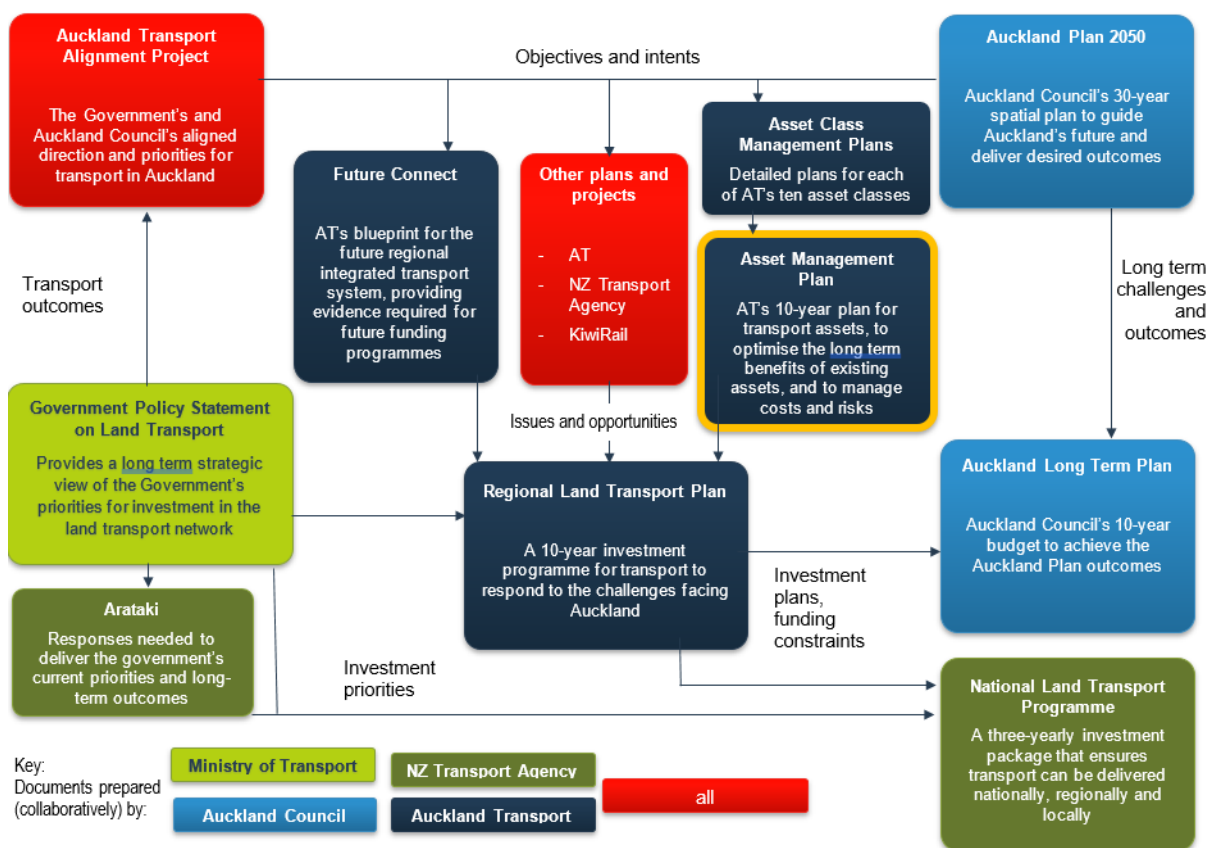 Auckland Transport
Alignment Project
The Government's and
Auckland Council's aligned
direction and priorities for
transport in Auckland
Objectives and intents
Auckland Plan 2050
Auckland Council's 30-year
spatial plan to guide
Auckland's future and
deliver desired outcomes
Future Connect
AT's blueprint for the
future regional
integrated transport
system, providing
evidence required for
future funding
programmes
Other plans and
projects
- AT
- NZ Transport
Agency
- KiwiRail
Asset Class
Management Plans
Detailed plans for each
of AT's ten asset classes
Asset Management
Plan
AT's 10-year plan for
transport assets, to
optimise the long term
benefits of existing
assets, and to manage
costs and risks
Transport
outcomes
Long term
challenges
and
outcomes
Government Policy Statement
on Land Transport
Provides a long term strategic
view of the Government's
priorities for investment in the
land transport network
Issues and opportunities
Regional Land Transport Plan
A 10-year investment
programme for transport to
respond to the challenges facing
Auckland
Auckland Long Term Plan
Auckland Council's 10-year
budget to achieve the
Auckland Plan outcomes
Investment
plans,
funding
constraints
Arataki
Responses needed to
deliver the government's
current priorities and long-
term outcomes
Investment
priorities
National Land Transport
Programme
A three-yearly investment
package that ensures
transport can be delivered
nationally, regionally and
locally
Key:
Documents prepared
(collaboratively) by:
Ministry of Transport
NZ Transport Agency
all
Auckland Council
Auckland Transport